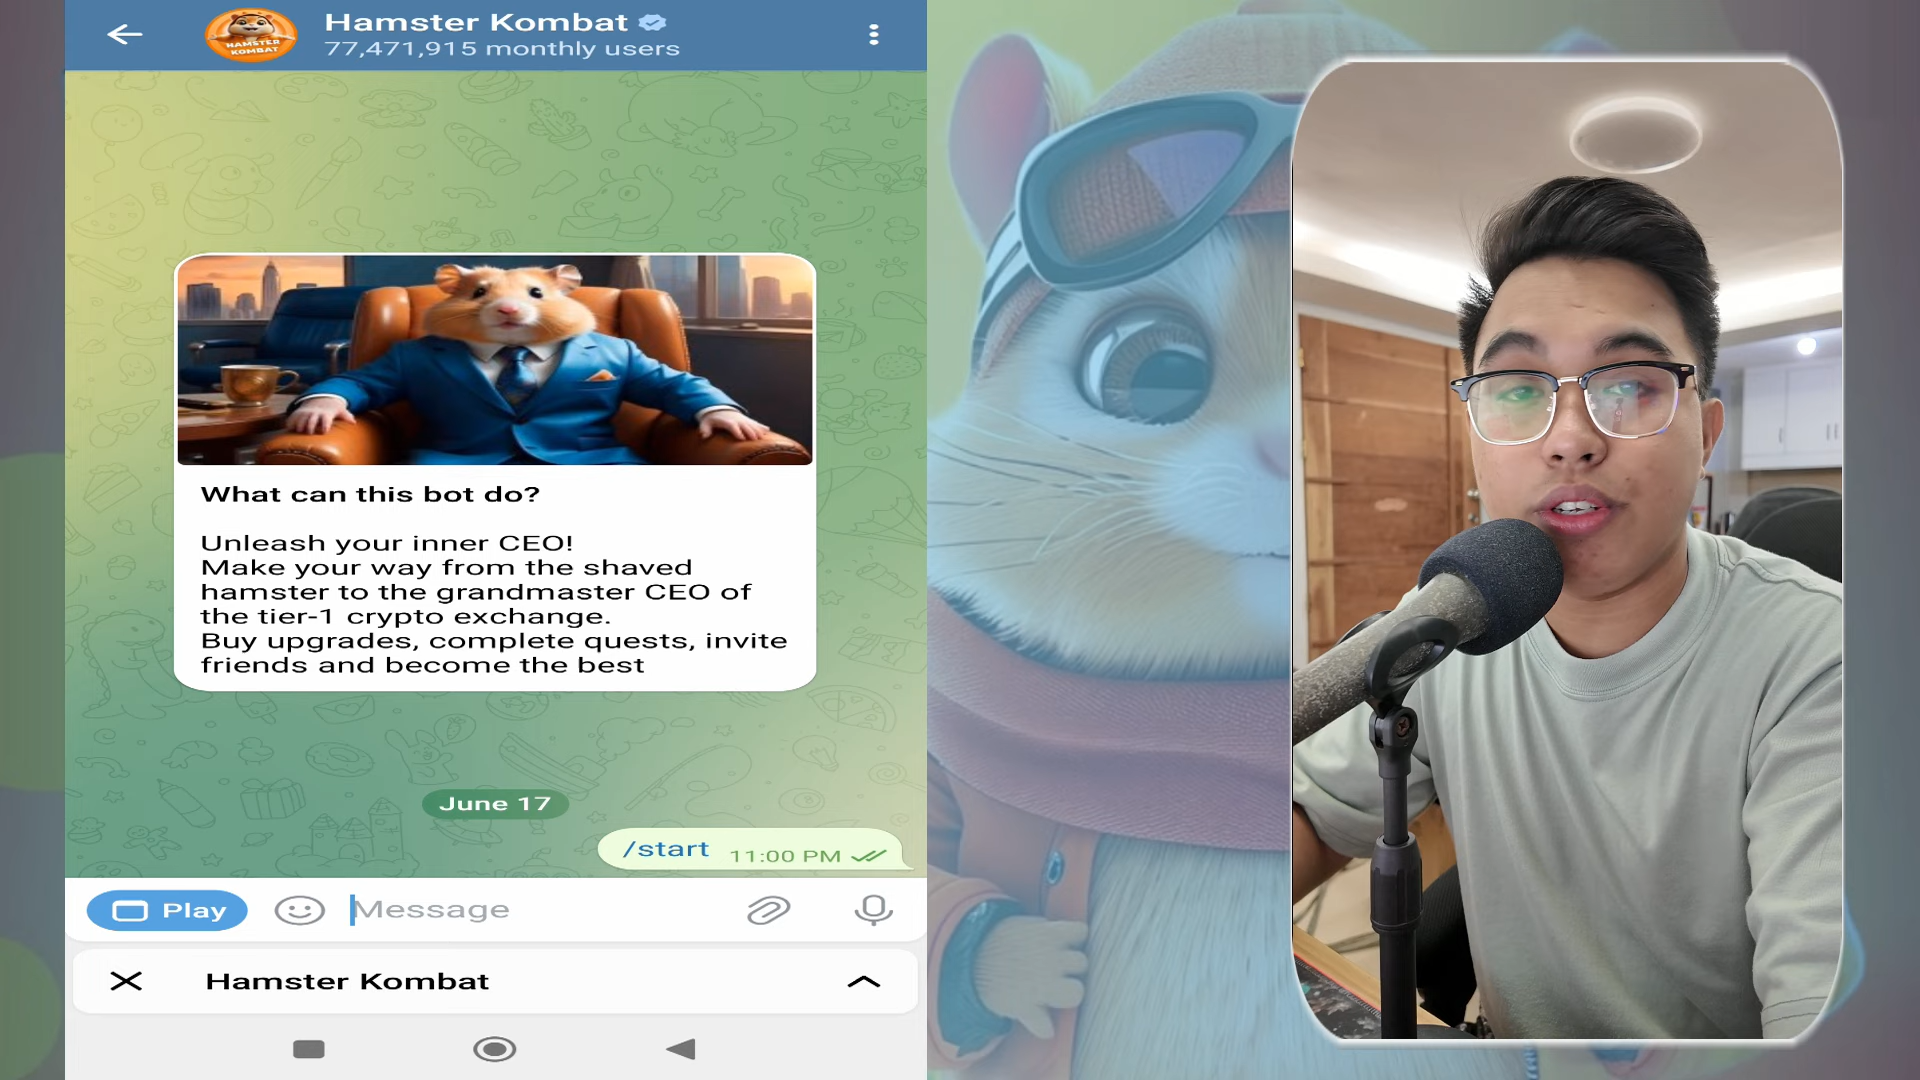 Hamster Kombat
77,471,915 monthly users
HAMSTER
KOMBAT
What can this bot do?
Unleash your inner CEO!
Make your way from the shaved
hamster to the grandmaster CEO of
the tier-1 crypto exchange.
Buy upgrades, complete quests, invite
friends and become the best
June 17
/start 11:00 PM
Play
Message
Hamster Kombat